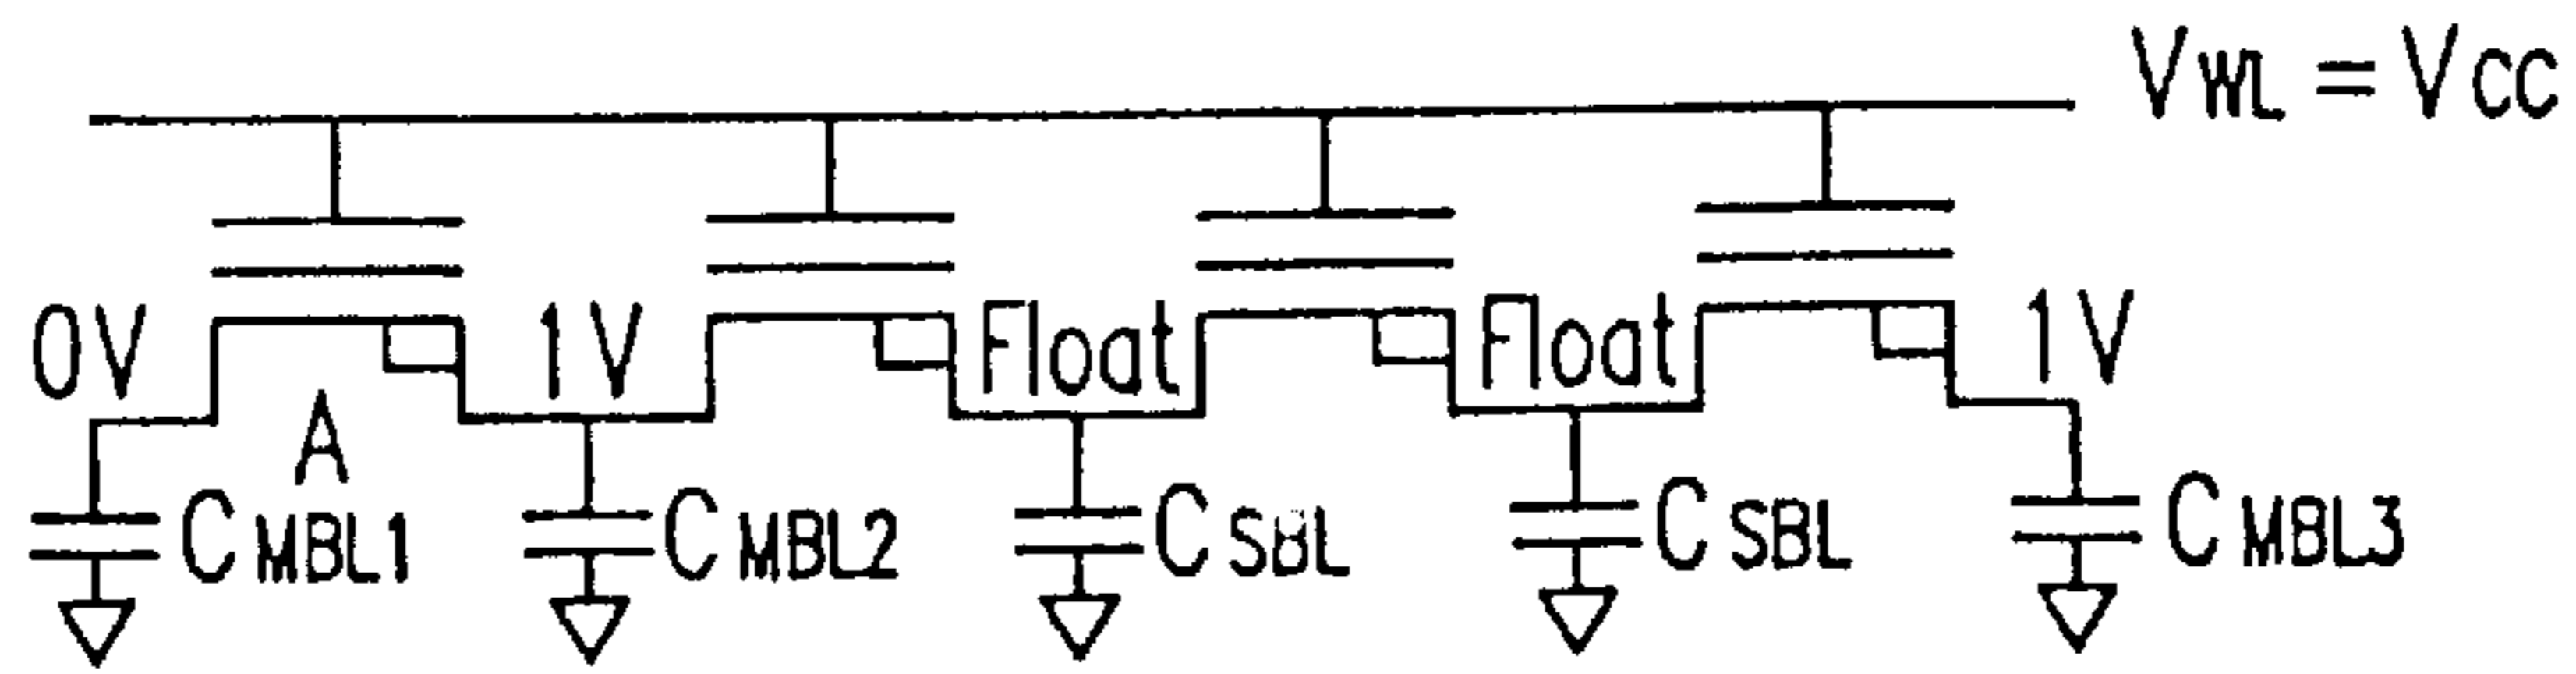 VWL = VCC
0V 1V Float Float 1V
A
CMBL1 CMBL2 CSBL CSBL CMBL3